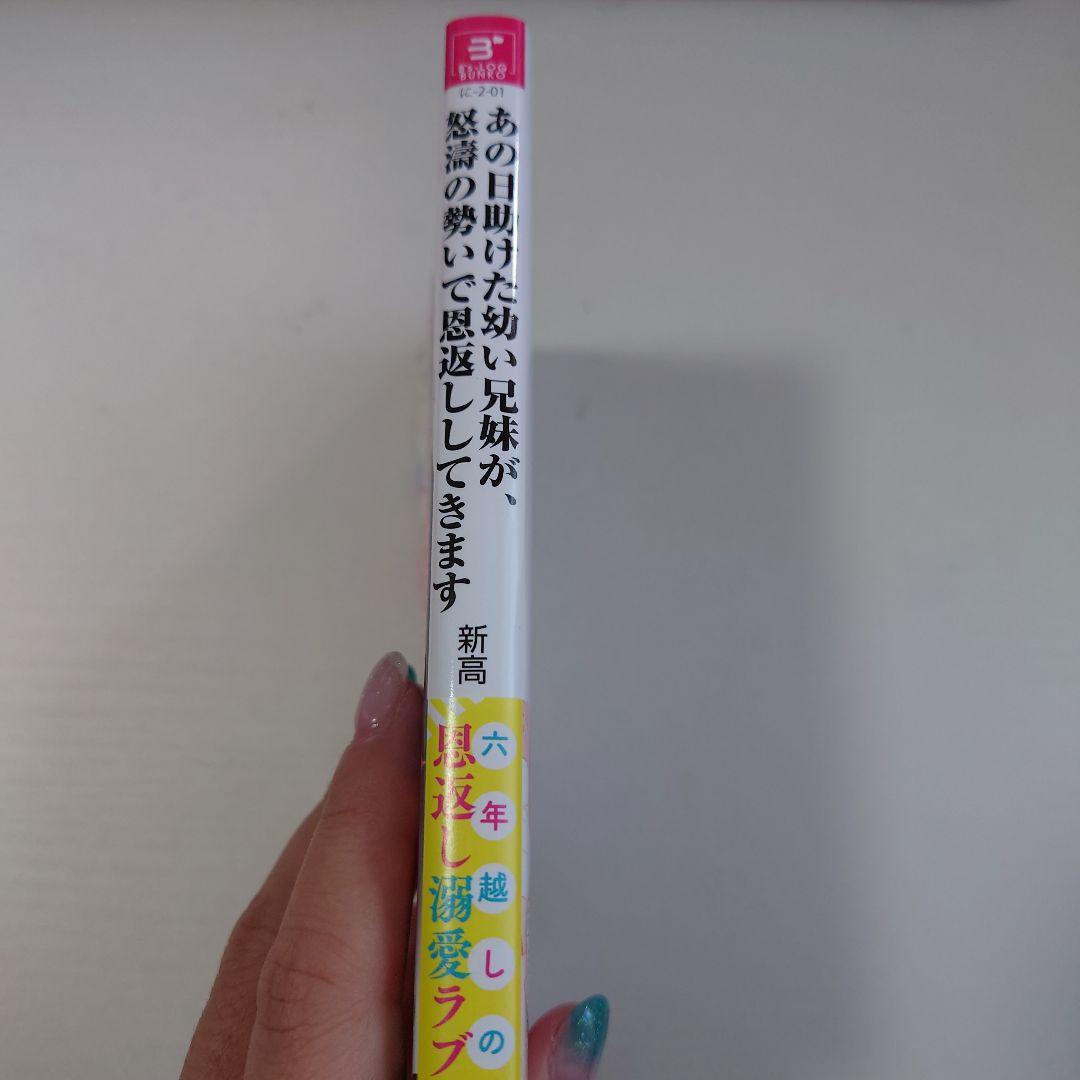 B's-LOG
BUNKO
に-2-01
あの日助けた幼い兄妹が、
怒濤の勢いで恩返ししてきます
新高
六年越しの
恩返し溺愛ラブ